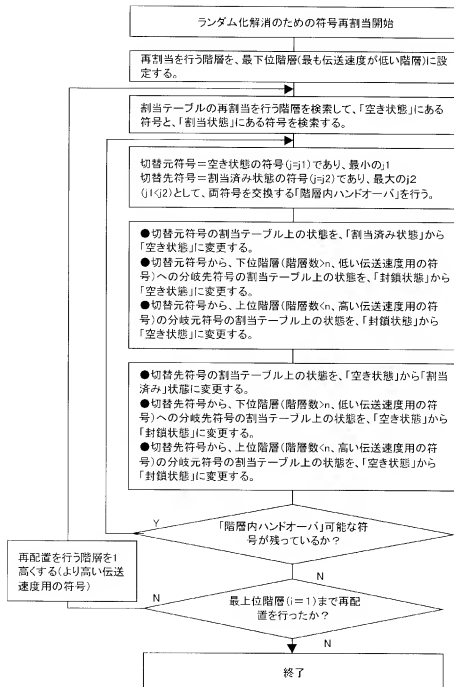 ランダム化解消のための符号再割当開始
再割当を行う階層を、最下位階層(最も伝送速度が低い階層)に設
定する。
割当テーブルの再割当を行う階層を検索して、「空き状態」にある
符号と、「割当状態」にある符号を検索する。
切替元符号=空き状態の符号(j=j1)であり、最小のj1
切替先符号=割当済み状態の符号(j=j2)であり、最大のj2
(j1<j2)として、両符号を交換する「階層内ハンドオーバ」を行う。
●切替元符号の割当テーブル上の状態を、「割当済み状態」から
「空き状態」に変更する。
●切替元符号から、下位階層(階層数>n、低い伝送速度用の符
号)への分岐先符号の割当テーブル上の状態を、「封鎖状態」から
「空き状態」に変更する。
●切替元符号から、上位階層(階層数<n、高い伝送速度用の符
号)の分岐元符号の割当テーブル上の状態を、「封鎖状態」から
「空き状態」に変更する。
●切替先符号の割当テーブル上の状態を、「空き状態」から「割当
済み」状態に変更する。
●切替先符号から、下位階層(階層数>n、低い伝送速度用の符
号)への分岐先符号の割当テーブル上の状態を、「空き状態」から
「封鎖状態」に変更する。
●切替先符号から、上位階層(階層数<n、高い伝送速度用の符
号)の分岐元符号の割当テーブル上の状態を、「空き状態」から
「封鎖状態」に変更する。
Y
「階層内ハンドオーバ」可能な符
号が残っているか?
N
再配置を行う階層を1
高くする(より高い伝送
速度用の符号)
N
最上位階層(i=1)まで再配
置を行ったか?
N
終了